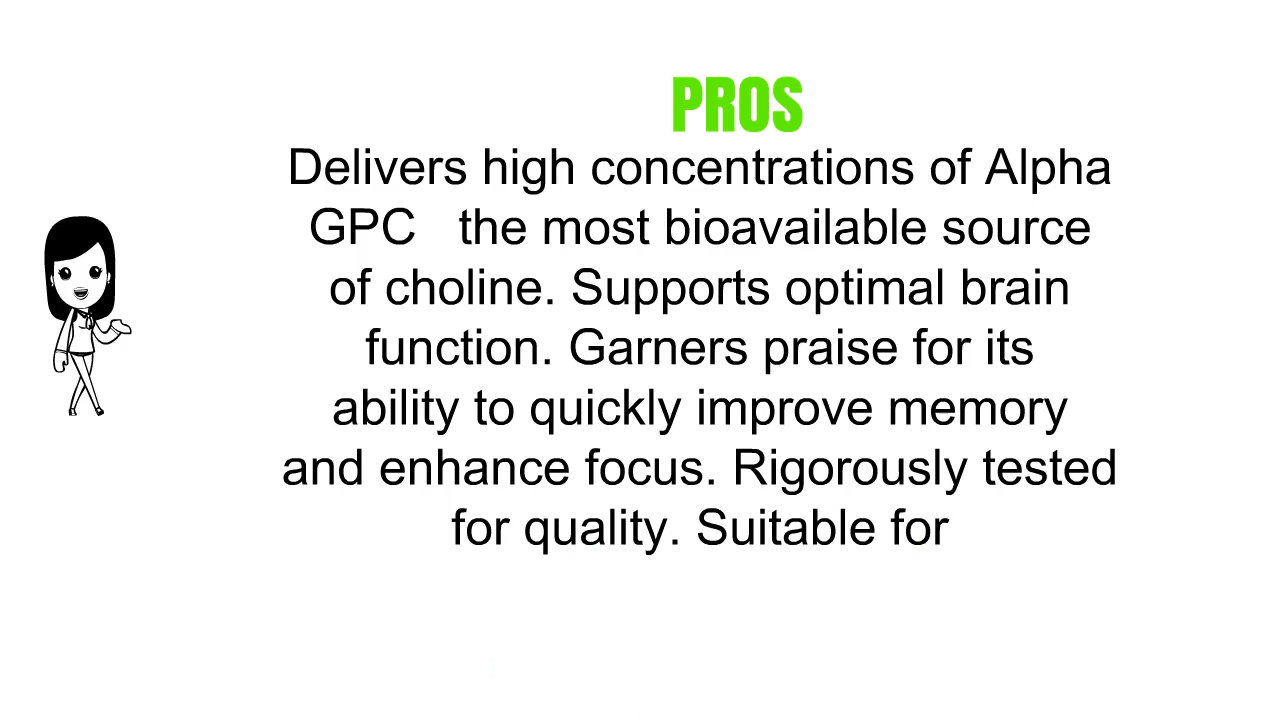 PROS
Delivers high concentrations of Alpha
GPC   the most bioavailable source
of choline. Supports optimal brain
function. Garners praise for its
ability to quickly improve memory
and enhance focus. Rigorously tested
for quality. Suitable for